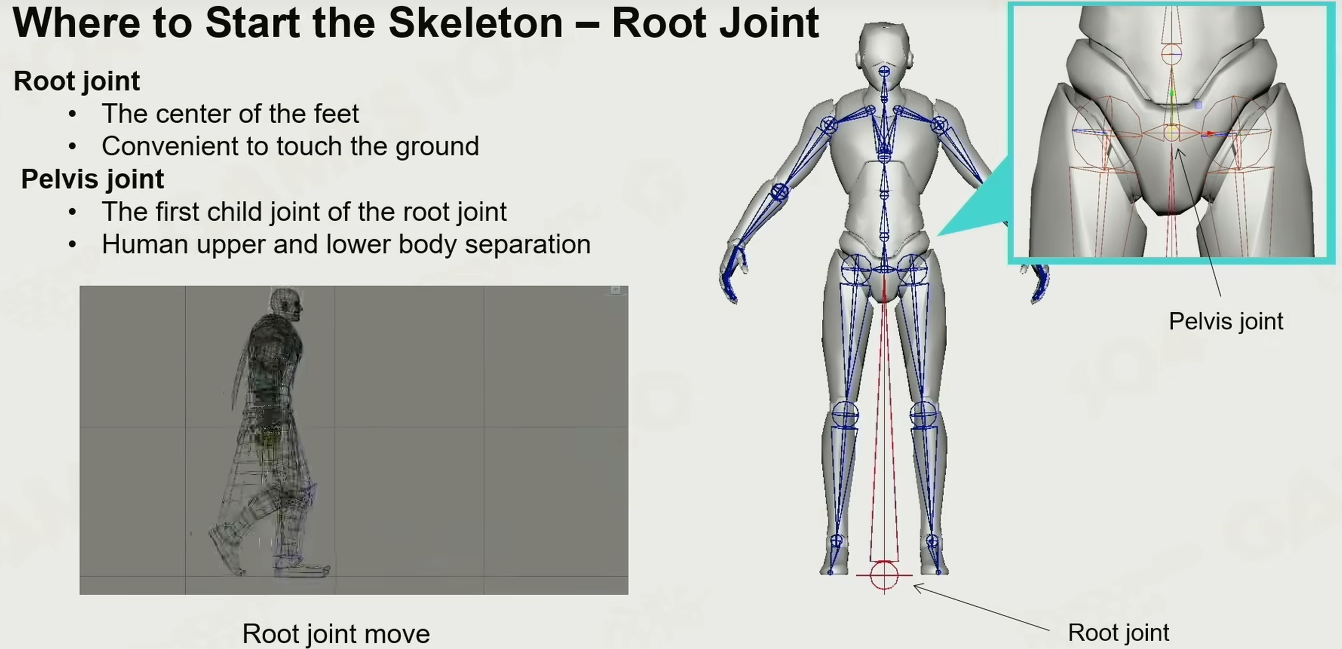 Where to Start the Skeleton – Root Joint
Root joint
• The center of the feet
• Convenient to touch the ground
Pelvis joint
• The first child joint of the root joint
• Human upper and lower body separation
Pelvis joint
Root joint move
Root joint